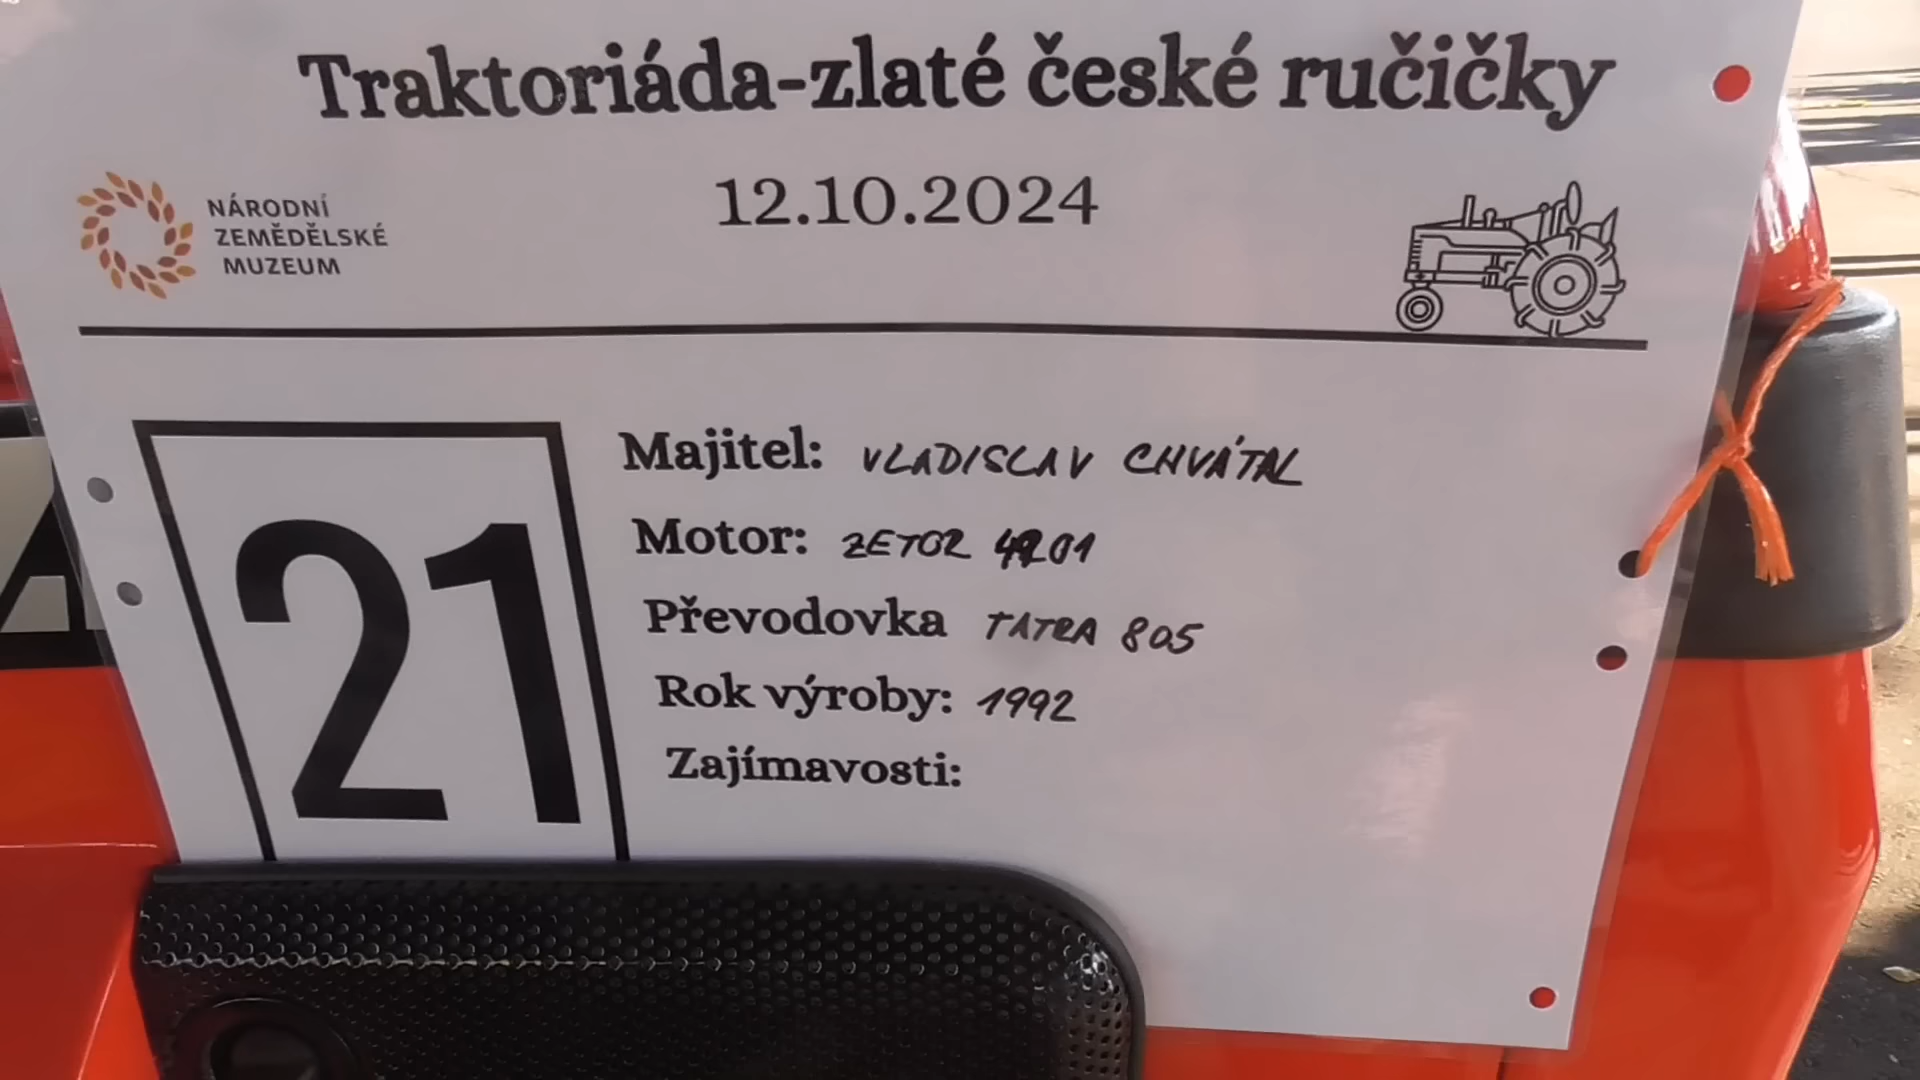 Traktoriáda-zlaté české ručičky
12.10.2024
NÁRODNÍ
ZEMĚDĚLSKÉ
MUZEUM
21
Majitel: VLADISLAV CHVÁTAL
Motor: ZETOR
Převodovka TATRA 805
Rok výroby: 1992
Zajímavosti: